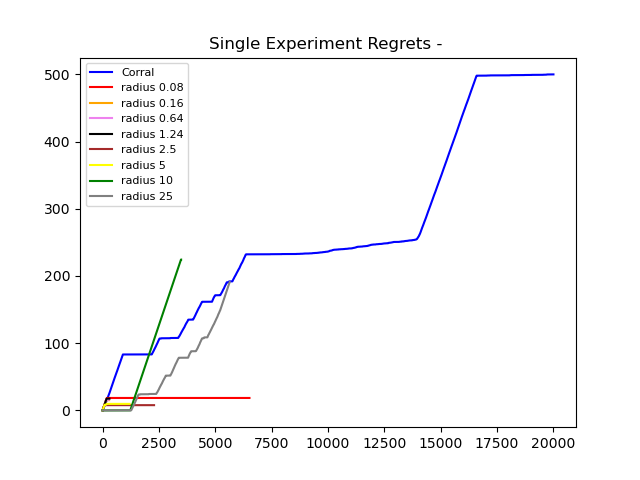 Single Experiment Regrets -
500
400
300
200
100
0
Corral
radius 0.08
radius 0.16
radius 0.64
radius 1.24
radius 2.5
radius 5
radius 10
radius 25
0 2500 5000 7500 10000 12500 15000 17500 20000